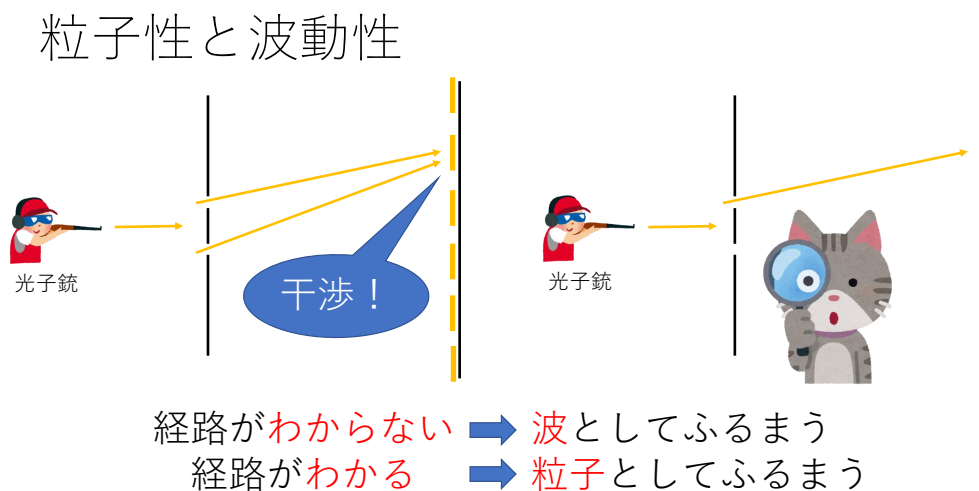 粒子性と波動性
光子銃
干渉！
光子銃
経路がわからない ➡ 波としてふるまう
経路がわかる ➡ 粒子としてふるまう